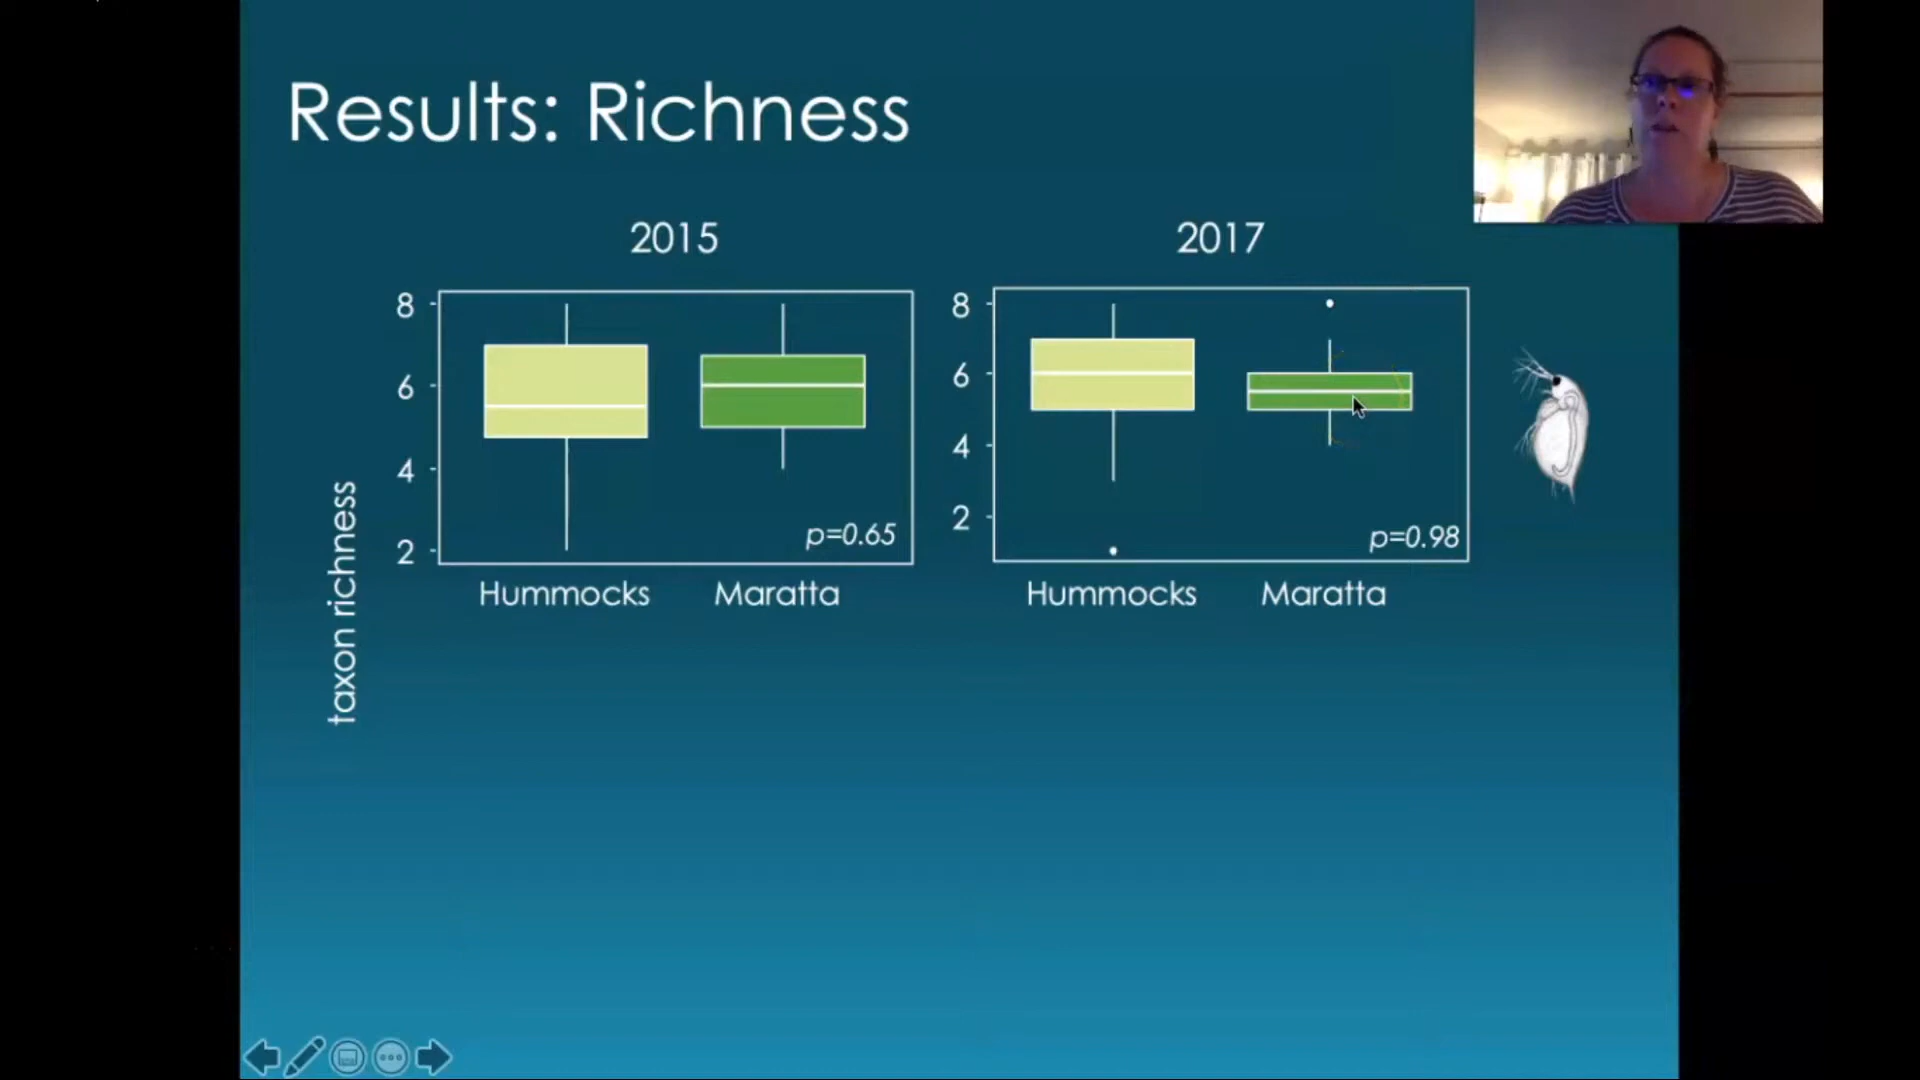 Results: Richness
2015
2017
8
6
4
2
8
6
4
2
taxon richness
p=0.65
p=0.98
Hummocks
Maratta
Hummocks
Maratta